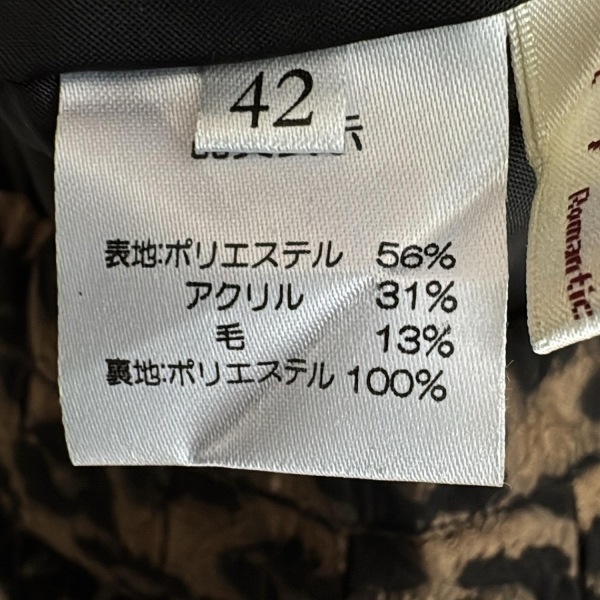 42
表地:ポリエステル 56%
アクリル 31%
毛 13%
裏地:ポリエステル 100%
Romantic.